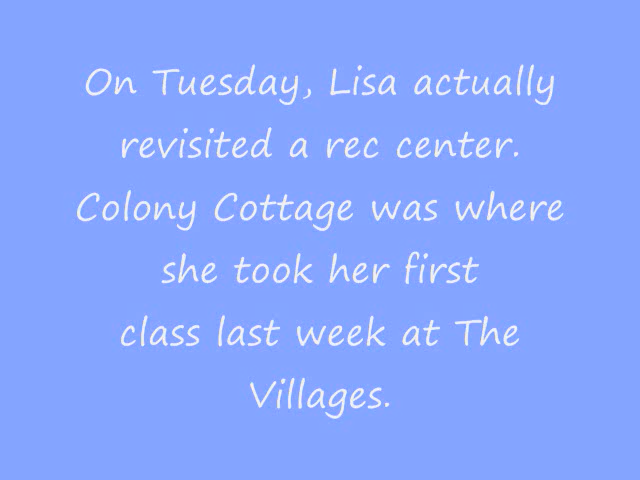 On Tuesday, Lisa actually
revisited a rec center.
Colony Cottage was where
she took her first
class last week at The
Villages.